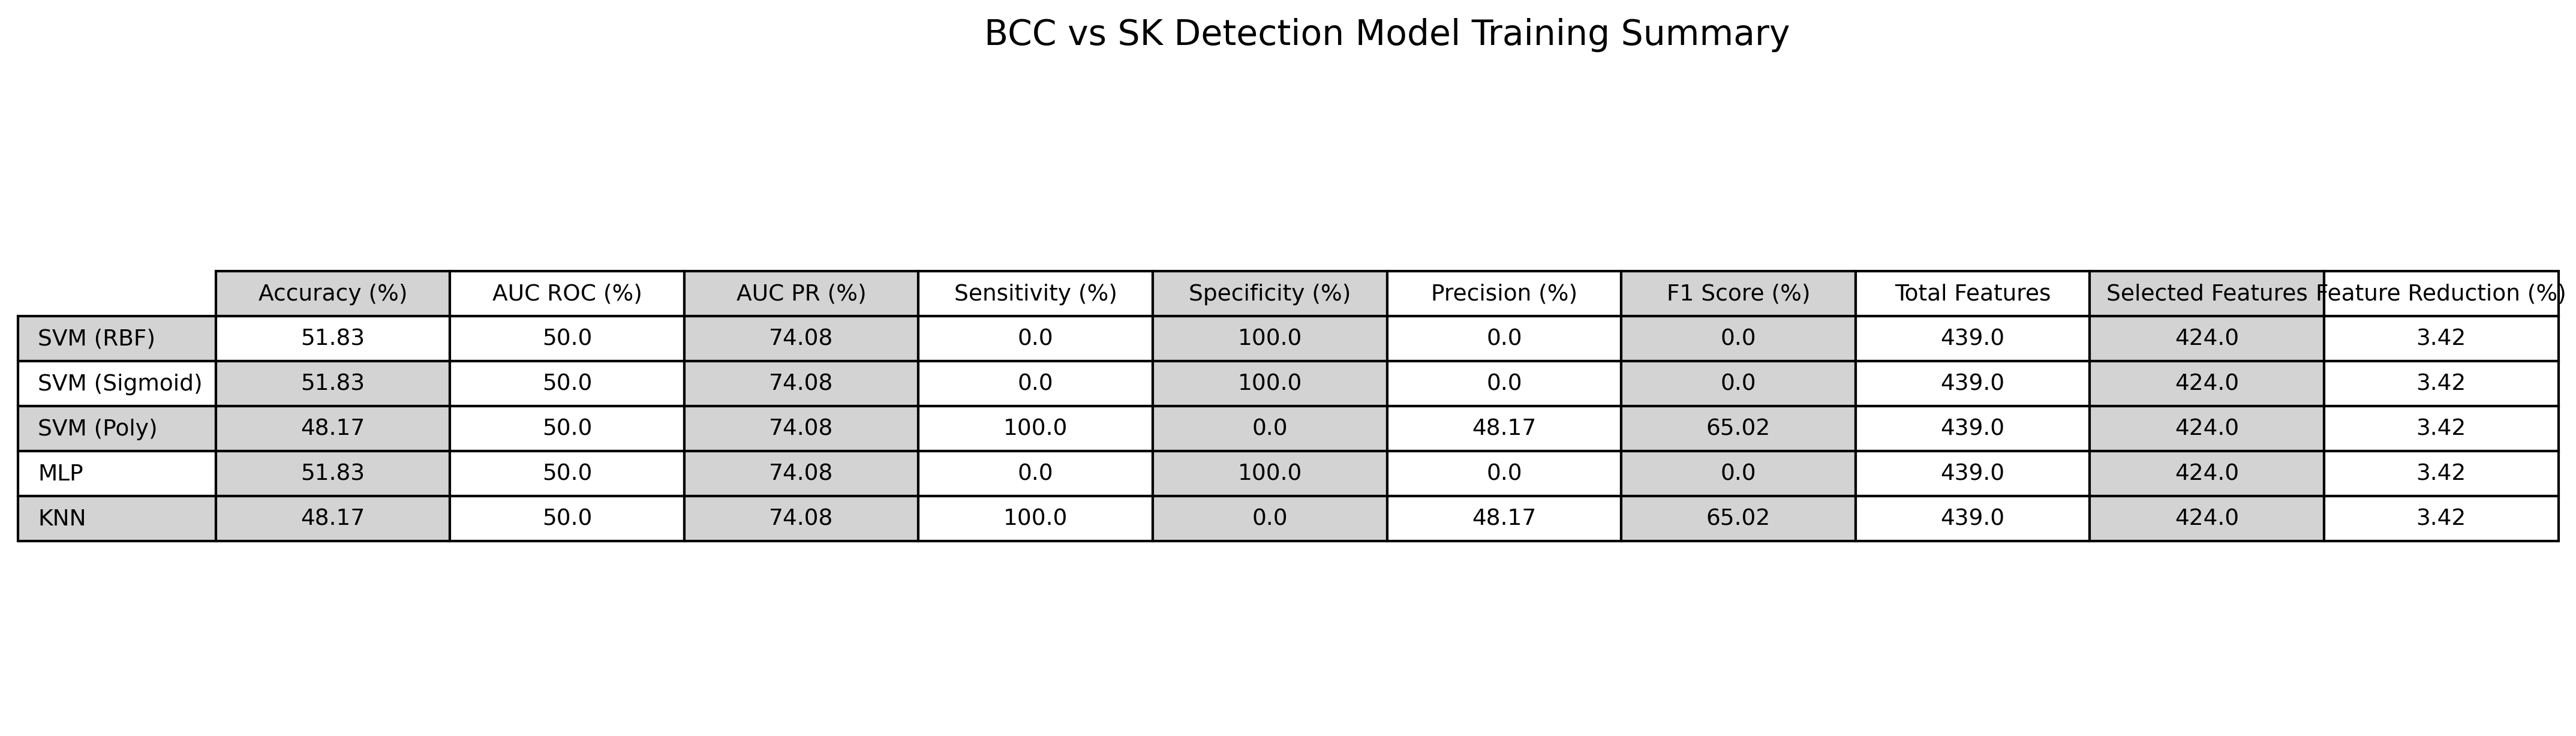 BCC vs SK Detection Model Training Summary
Accuracy (%) AUC ROC (%) AUC PR (%) Sensitivity (%) Specificity (%) Precision (%) F1 Score (%) Total Features Selected Features Feature Reduction (%)
SVM (RBF) 51.83 50.0 74.08 0.0 100.0 0.0 0.0 439.0 424.0 3.42
SVM (Sigmoid) 51.83 50.0 74.08 0.0 100.0 0.0 0.0 439.0 424.0 3.42
SVM (Poly) 48.17 50.0 74.08 100.0 0.0 48.17 65.02 439.0 424.0 3.42
MLP 51.83 50.0 74.08 0.0 100.0 0.0 0.0 439.0 424.0 3.42
KNN 48.17 50.0 74.08 100.0 0.0 48.17 65.02 439.0 424.0 3.42